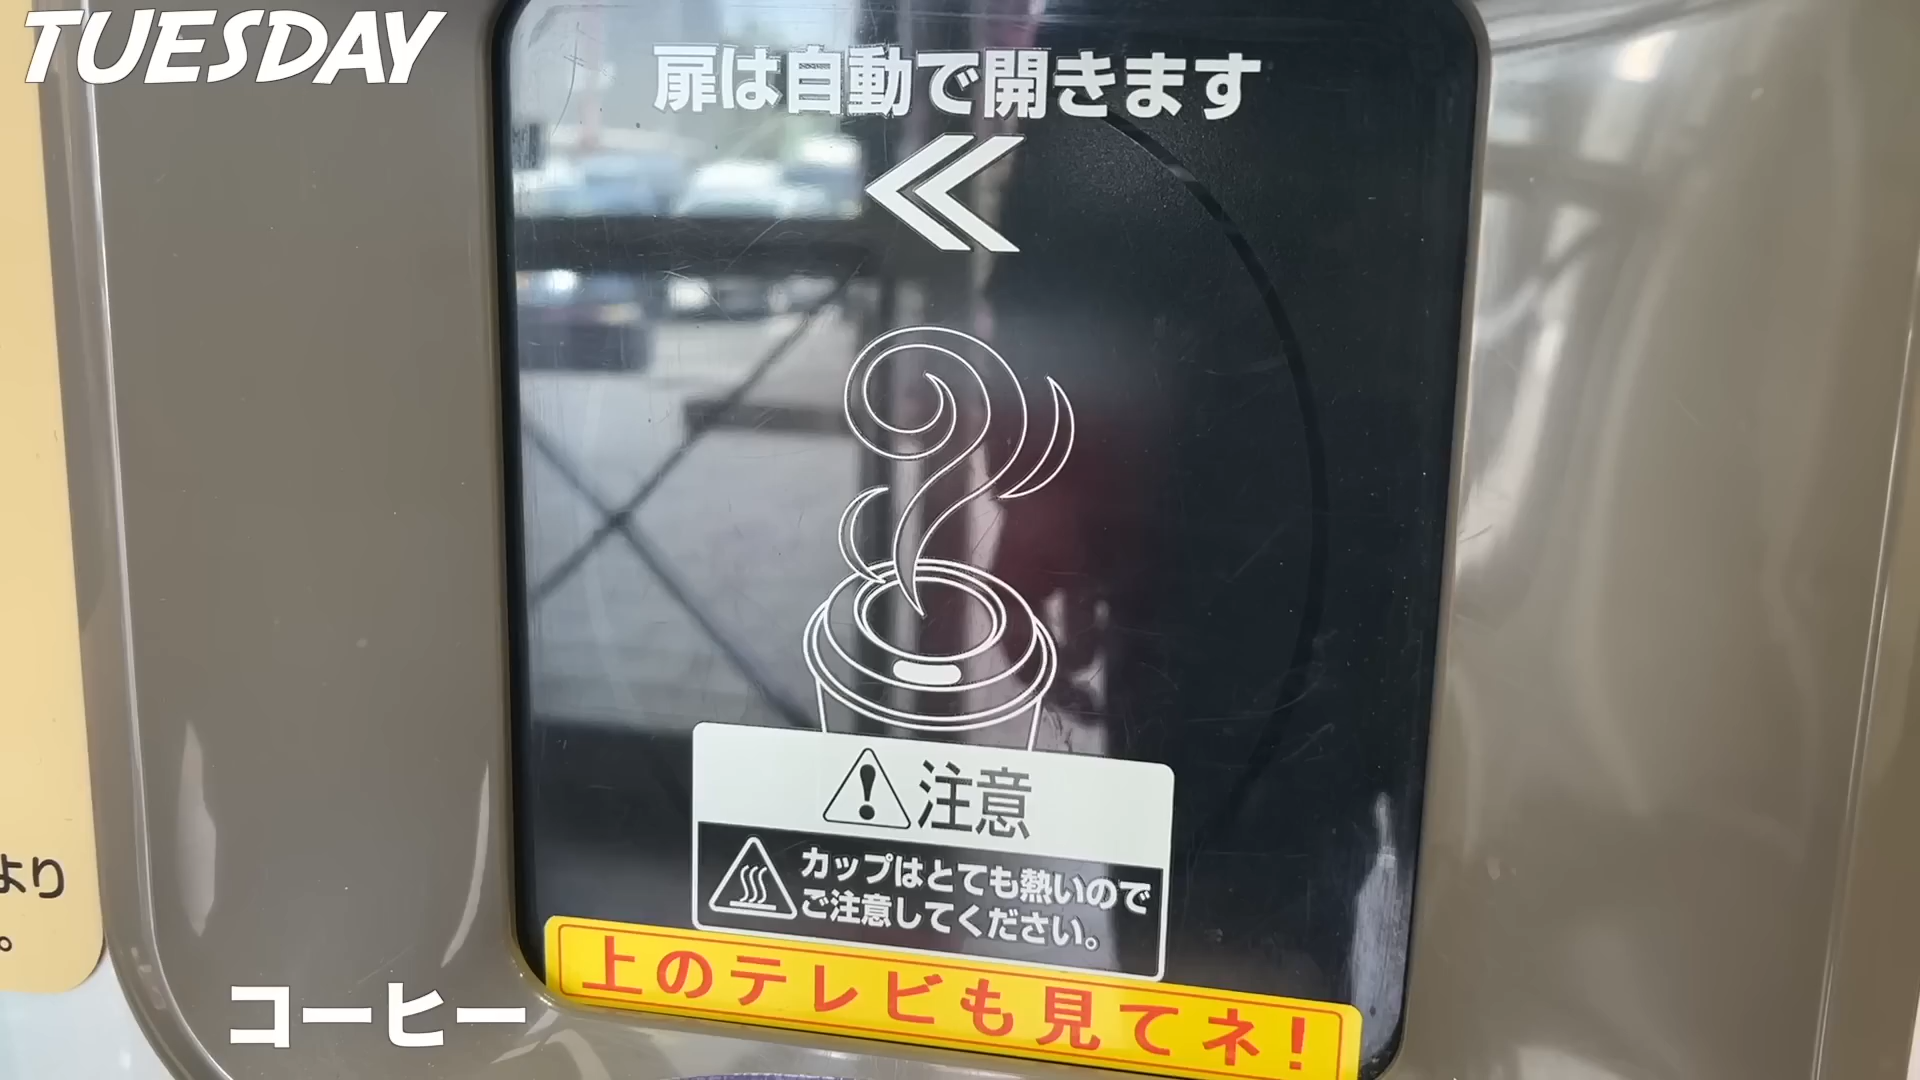 TUESDAY
扉は自動で開きます
注意
カップはとても熱いので
ご注意してください。
上のテレビも見てネ!
より
。
コーヒー